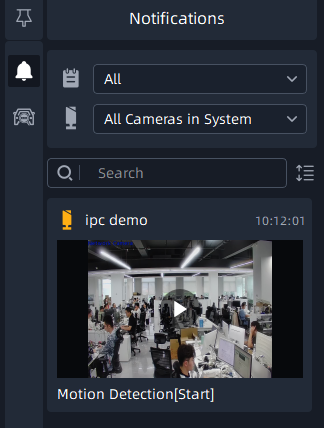 Notifications
All
All Cameras in System
Search
ipc demo
10:12:01
Motion Detection[Start]